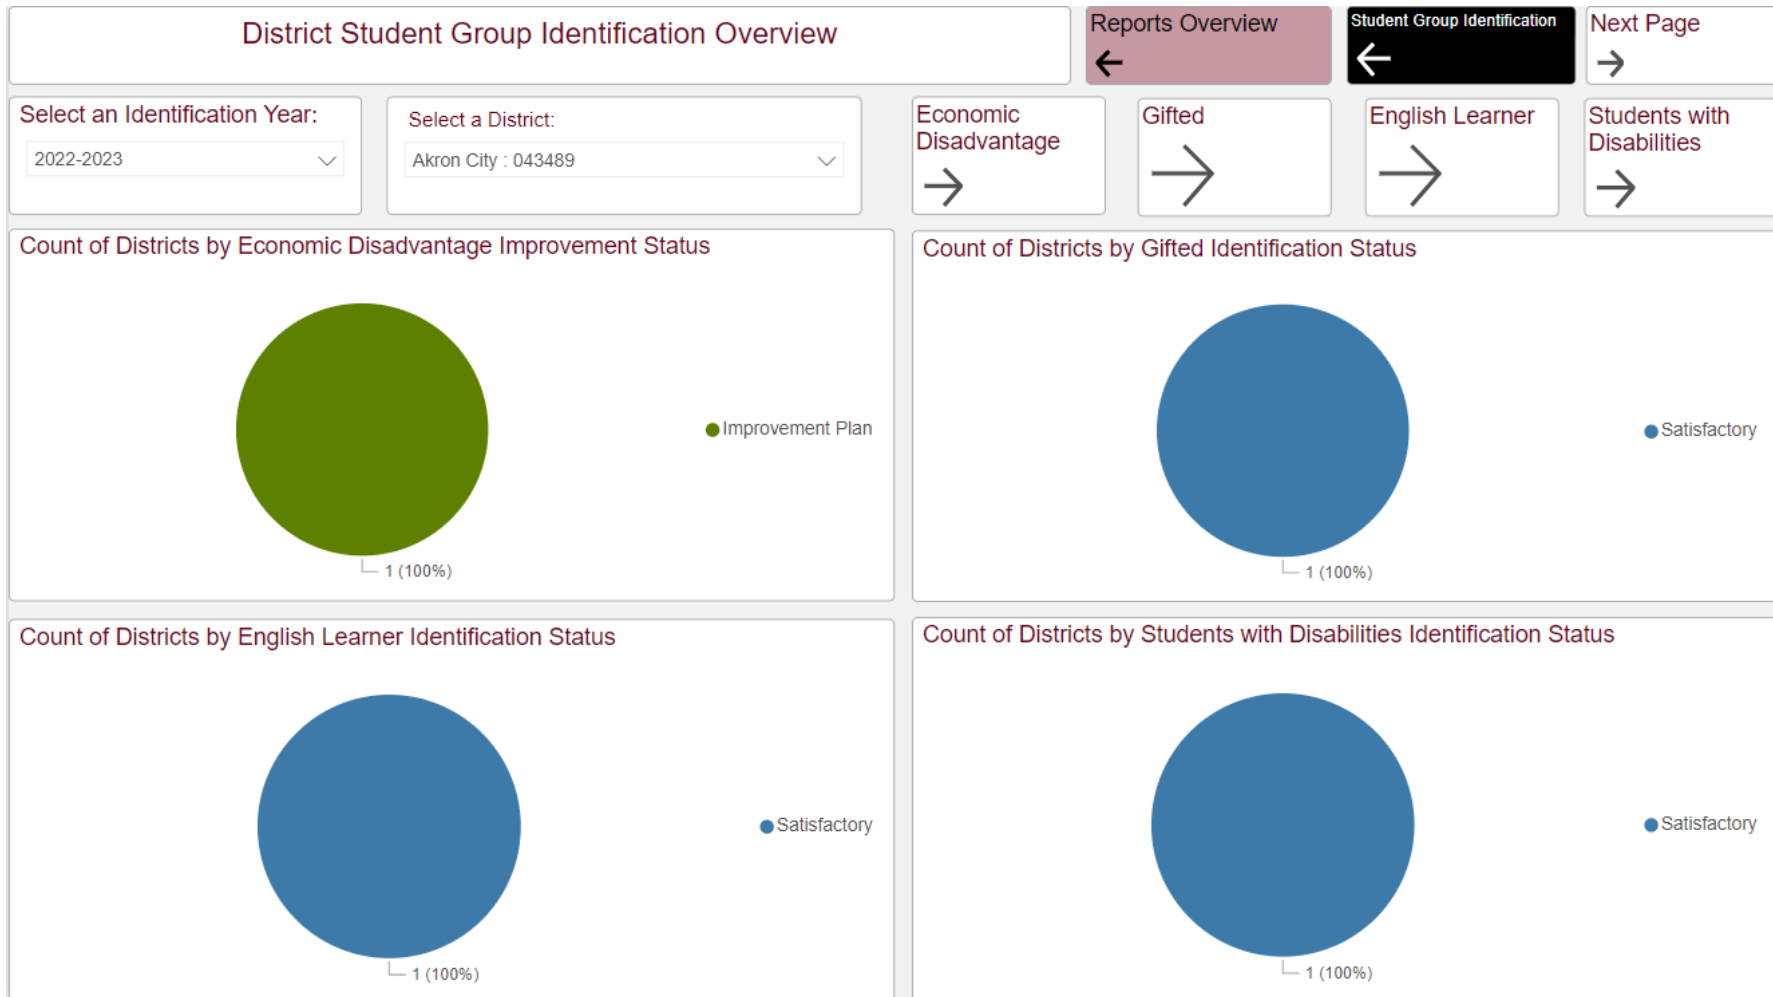 District Student Group Identification Overview
Reports Overview
Student Group Identification
Next Page
Select an Identification Year:
2022-2023
Select a District:
Akron City : 043489
Economic
Disadvantage
Gifted
English Learner
Students with
Disabilities
Count of Districts by Economic Disadvantage Improvement Status
Improvement Plan
1 (100%)
Count of Districts by Gifted Identification Status
Satisfactory
1 (100%)
Count of Districts by English Learner Identification Status
Satisfactory
1 (100%)
Count of Districts by Students with Disabilities Identification Status
Satisfactory
1 (100%)